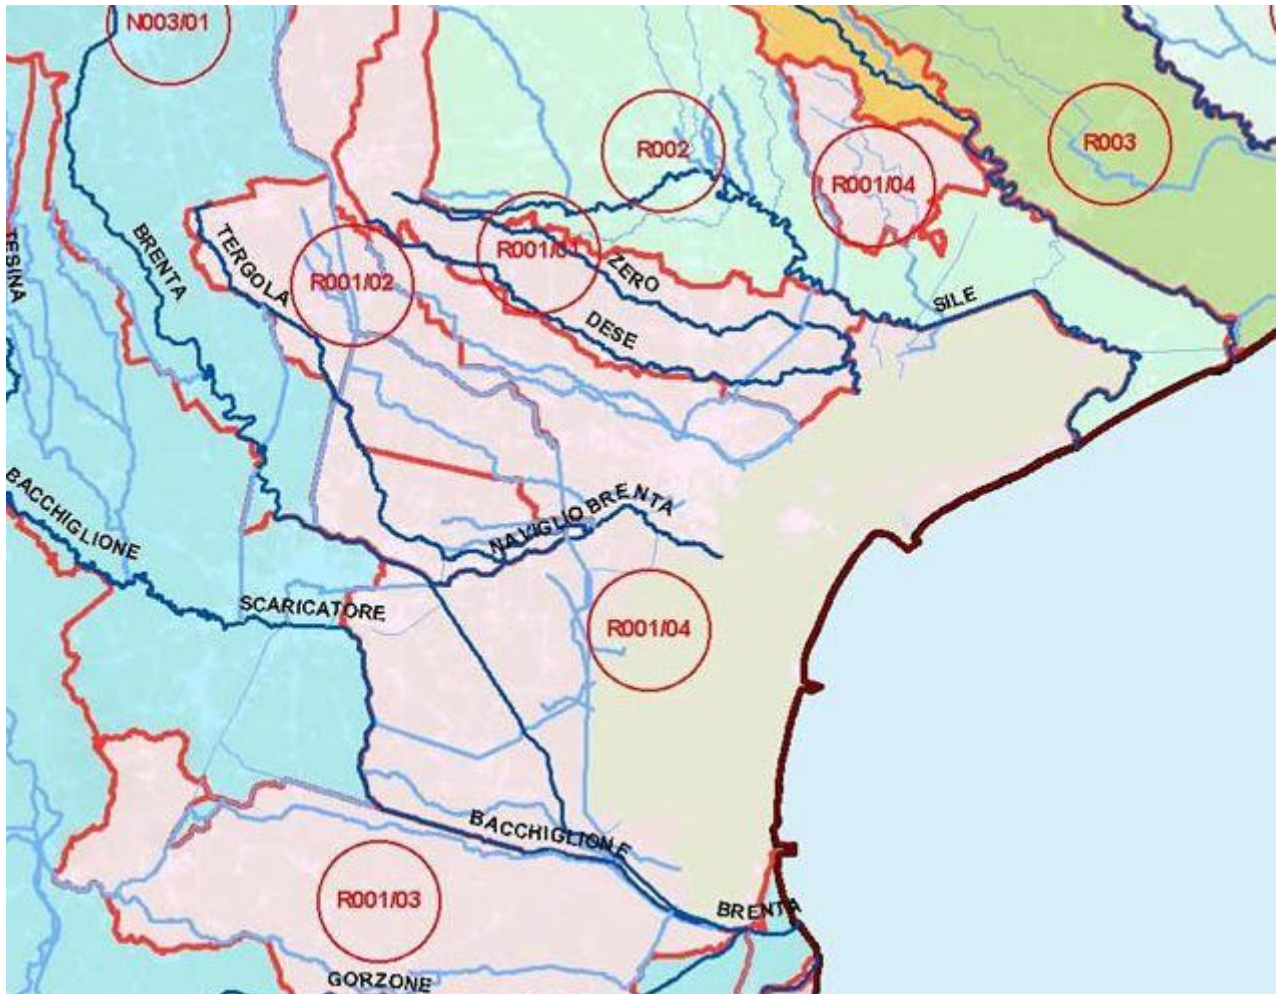 N003/01
R002
R003
R001/04
R001/01
R001/02
BRENTA
TERGOLA
TESINA
ZERO
DESE
SILE
BACCHIGLIONE
NAVIGLIO BRENTA
SCARICATORE
R001/04
BACCHIGLIONE
R001/03
BRENTA
GORZONE